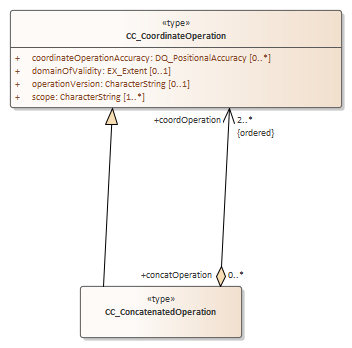 «type»
CC_CoordinateOperation
+ coordinateOperationAccuracy: DQ_PositionalAccuracy [0..*]
+ domainOfValidity: EX_Extent [0..1]
+ operationVersion: CharacterString [0..1]
+ scope: CharacterString [1..*]
+coordOperation 2..*
{ordered}
+concatOperation 0..*
«type»
CC_ConcatenatedOperation